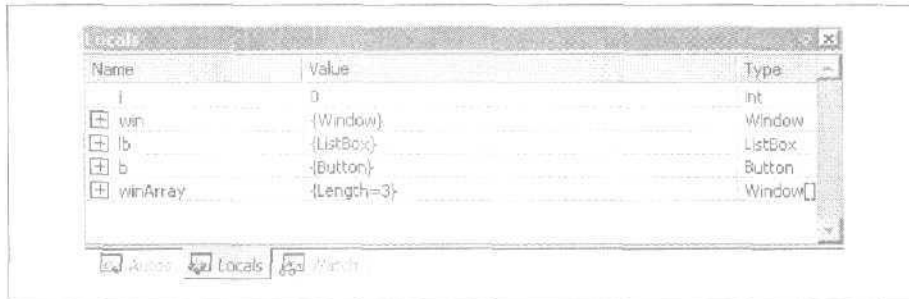 Locals
Name Value Type
i 0 int
win {Window} Window
lb {ListBox} ListBox
b {Button} Button
winArray {Length=3} Window[]
Autos Locals Watch